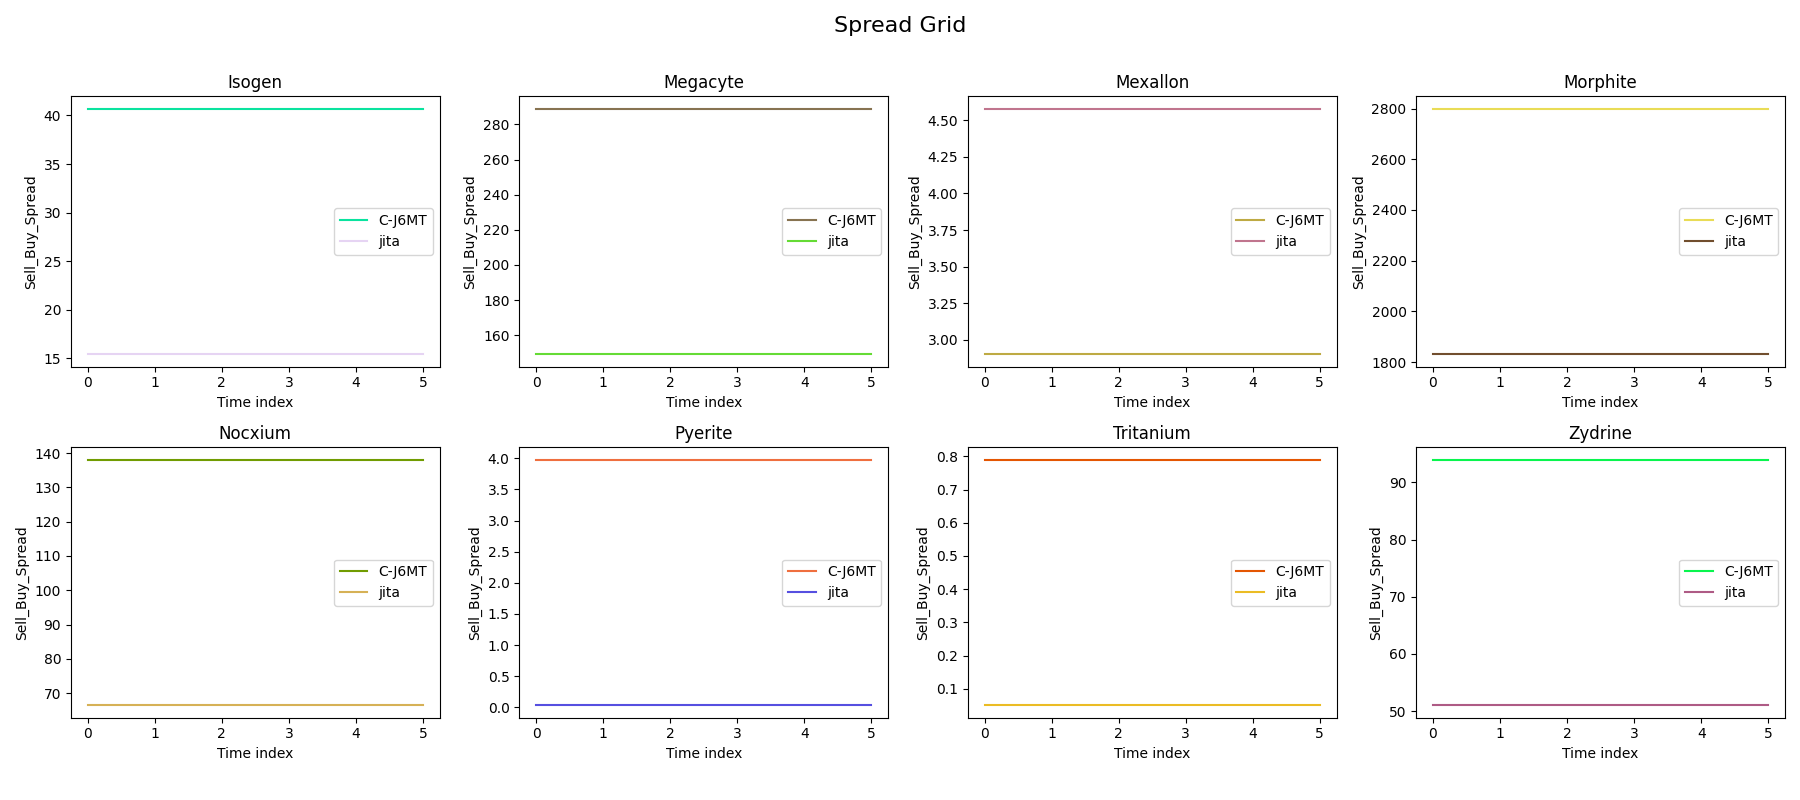 Spread Grid
Isogen
Sell_Buy_Spread
40
35
30
25
20
15
C-J6MT
jita
0 1 2 3 4 5
Time index
Megacyte
Sell_Buy_Spread
280
260
240
220
200
180
160
C-J6MT
jita
0 1 2 3 4 5
Time index
Mexallon
Sell_Buy_Spread
4.50
4.25
4.00
3.75
3.50
3.25
3.00
C-J6MT
jita
0 1 2 3 4 5
Time index
Morphite
Sell_Buy_Spread
2800
2600
2400
2200
2000
1800
C-J6MT
jita
0 1 2 3 4 5
Time index
Nocxium
Sell_Buy_Spread
140
130
120
110
100
90
80
70
C-J6MT
jita
0 1 2 3 4 5
Time index
Pyerite
Sell_Buy_Spread
4.0
3.5
3.0
2.5
2.0
1.5
1.0
0.5
0.0
C-J6MT
jita
0 1 2 3 4 5
Time index
Tritanium
Sell_Buy_Spread
0.8
0.7
0.6
0.5
0.4
0.3
0.2
0.1
C-J6MT
jita
0 1 2 3 4 5
Time index
Zydrine
Sell_Buy_Spread
90
80
70
60
50
C-J6MT
jita
0 1 2 3 4 5
Time index